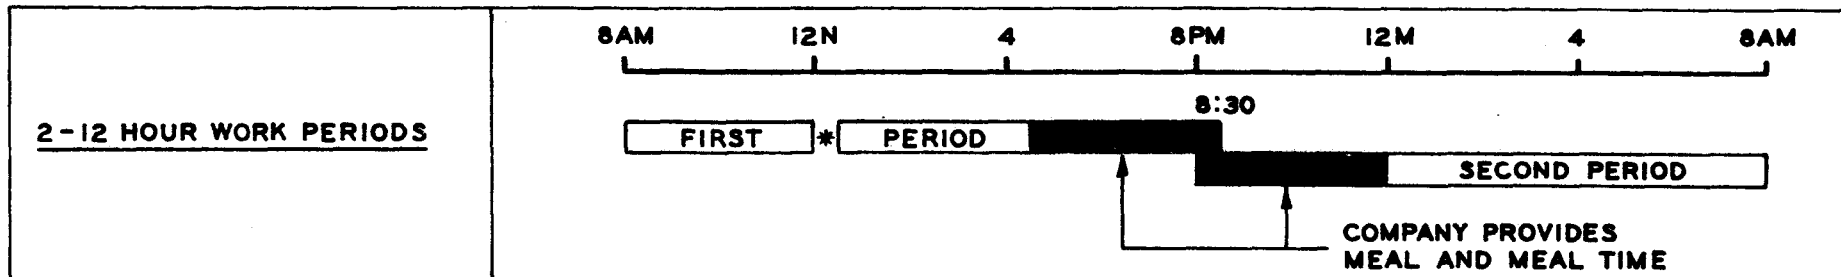 8AM 12N 4 8PM 12M 4 8AM
8:30
2-12 HOUR WORK PERIODS
FIRST * PERIOD
SECOND PERIOD
COMPANY PROVIDES
MEAL AND MEAL TIME